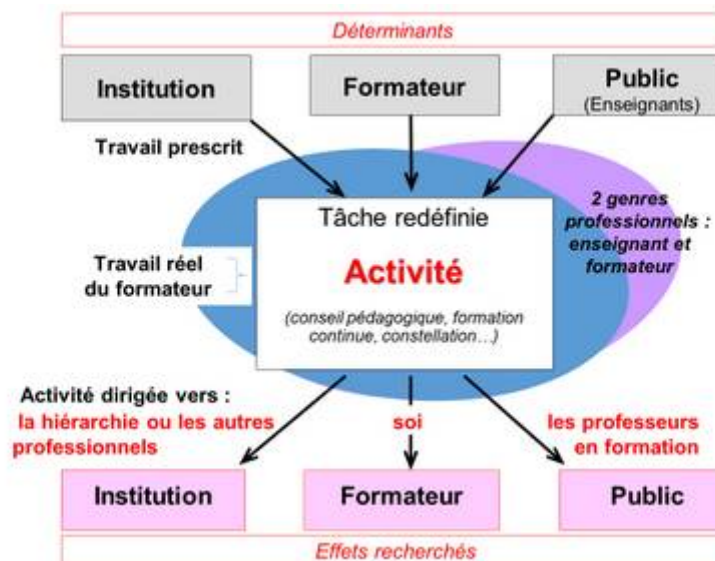 Déterminants
Institution
Formateur
Public
(Enseignants)
Travail prescrit
Tâche redéfinie
2 genres
professionnels :
enseignant et
formateur
Travail réel
du formateur
Activité
(conseil pédagogique, formation
continue, constellation…)
Activité dirigée vers :
la hiérarchie ou les autres
professionnels
soi
les professeurs
en formation
Institution
Formateur
Public
Effets recherchés